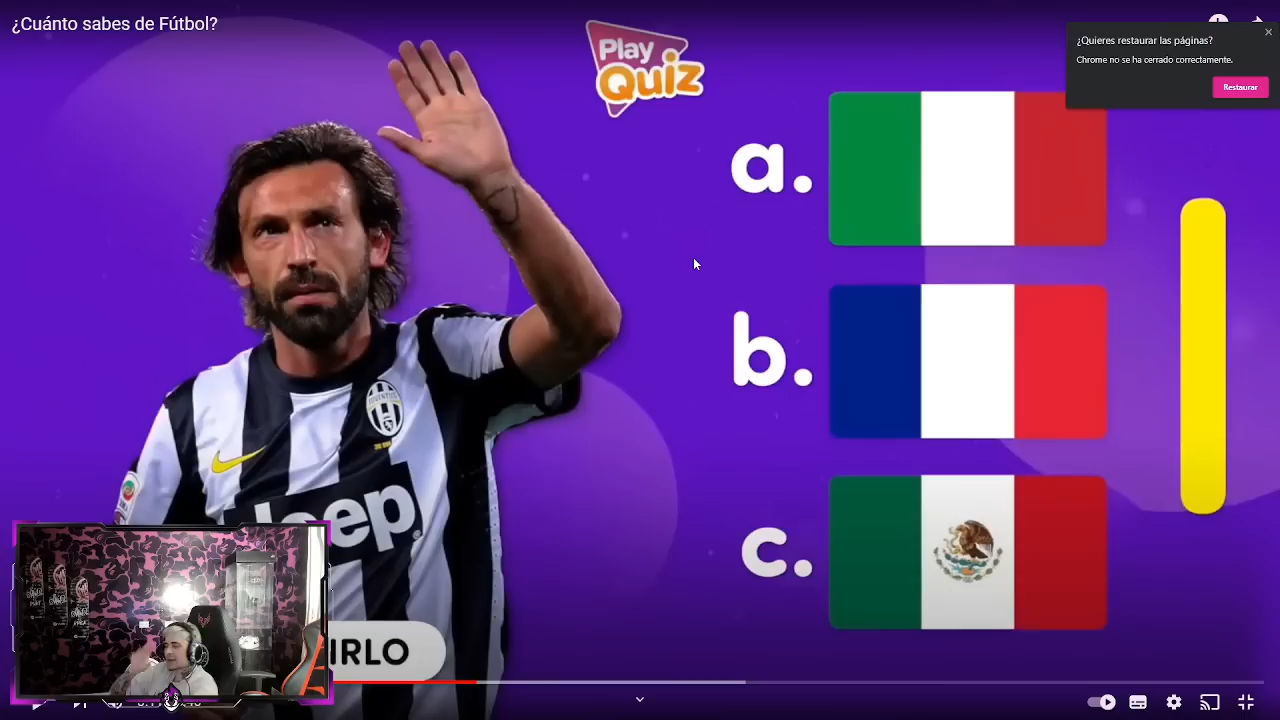 ¿Cuánto sabes de Fútbol?
Play
Quiz
¿Quieres restaurar las páginas?
Chrome no se ha cerrado correctamente.
Restaurar
a.
b.
c.
JUVENTUS
Jeep
IRLO